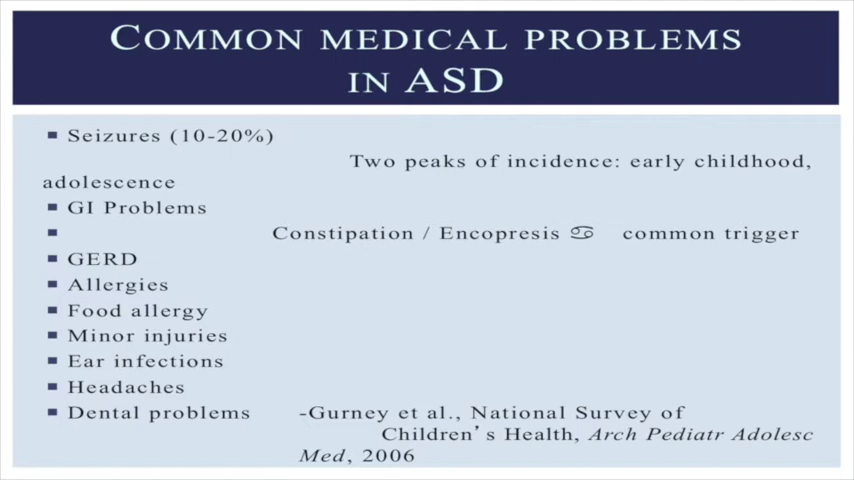 COMMON MEDICAL PROBLEMS
IN ASD
▪ Seizures (10-20%)
Two peaks of incidence: early childhood,
adolescence
▪ GI Problems
▪ Constipation / Encopresis ♋ common trigger
▪ GERD
▪ Allergies
▪ Food allergy
▪ Minor injuries
▪ Ear infections
▪ Headaches
▪ Dental problems -Gurney et al., National Survey of
Children’s Health, Arch Pediatr Adolesc
Med, 2006